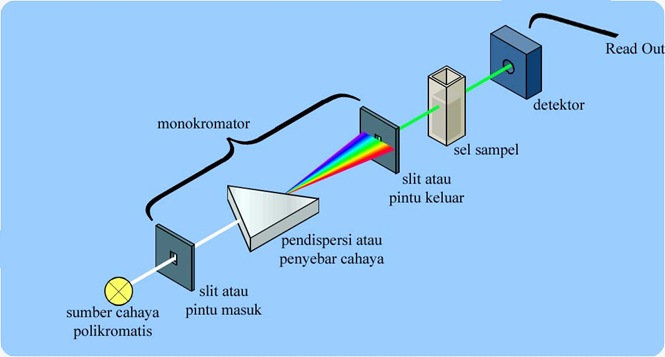 Read Out
detektor
monokromator
sel sampel
slit atau
pintu keluar
pendispersi atau
penyebar cahaya
slit atau
pintu masuk
sumber cahaya
polikromatis